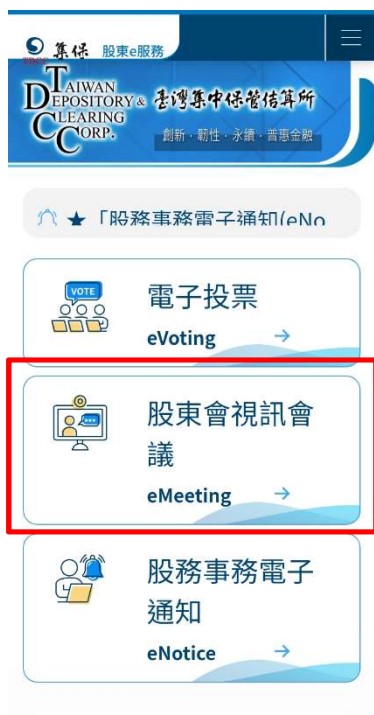 集保 股東e服務
TDCC
TAIWAN
DEPOSITORY &
CLEARING
CORP.
臺灣集中保管結算所
創新．韌性．永續．普惠金融
★「股務事務電子通知(eNo
VOTE
電子投票
eVoting →
股東會視訊會
議
eMeeting →
股務事務電子
通知
eNotice →